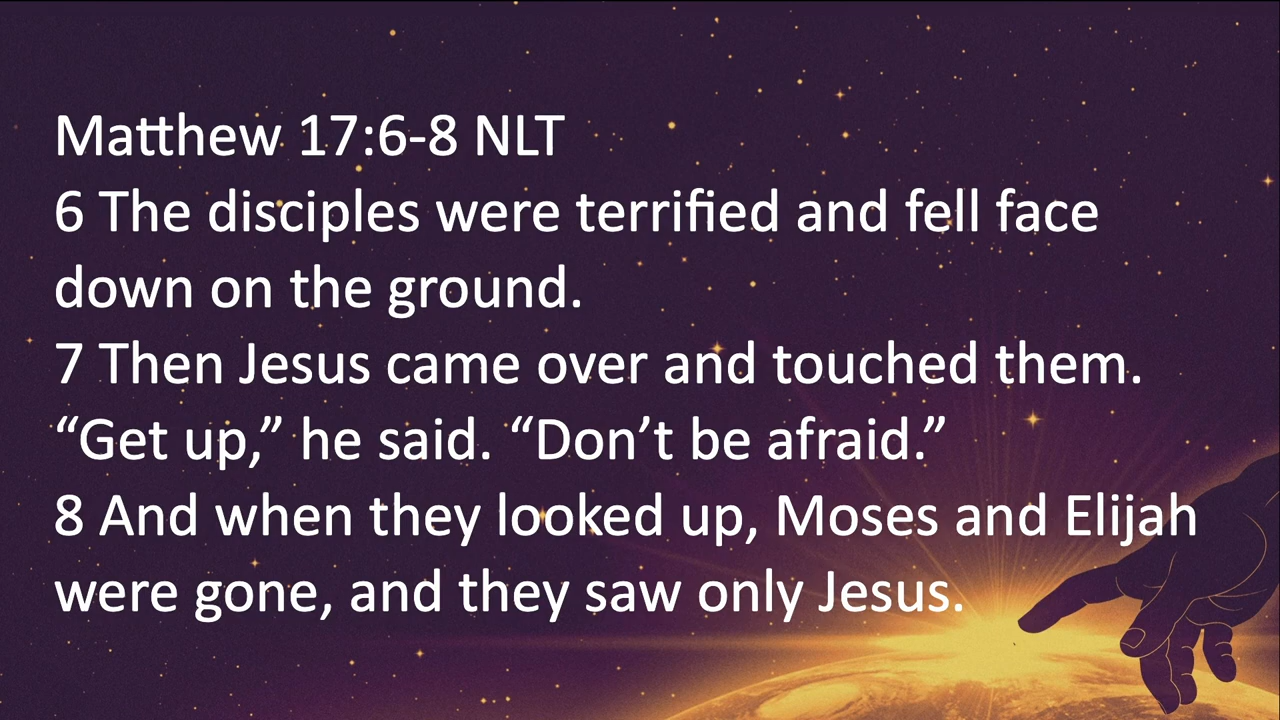 Matthew 17:6-8 NLT
6 The disciples were terrified and fell face
down on the ground.
7 Then Jesus came over and touched them.
“Get up,” he said.  “Don’t be afraid.”
8 And when they looked up, Moses and Elijah
were gone, and they saw only Jesus.